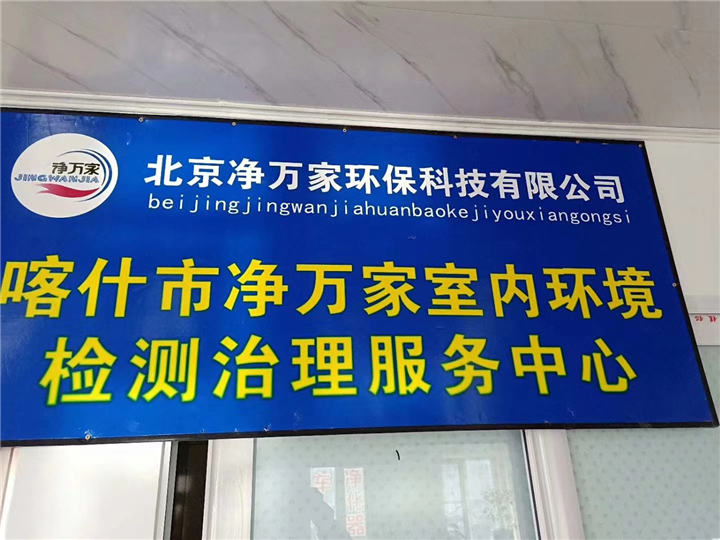 净万家
JINGWANJIA
北京净万家环保科技有限公司
beijingjingwanjiahuanbaokejiyouxiangongsi
喀什市净万家室内环境
检测治理服务中心